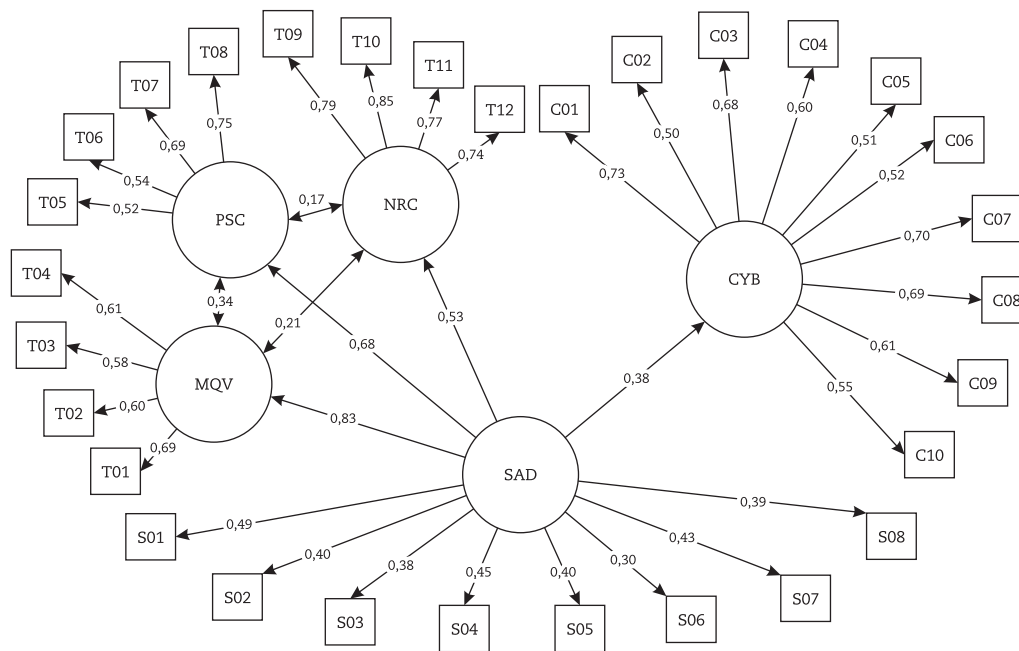 T09
T10
T08
T11
T07
T12
T06
T05
0,79
0,85
0,77
0,74
0,75
0,69
0,54
0,52
PSC
0,17
NRC
C03
C04
C02
C05
C01
C06
C07
C08
C09
C10
0,68
0,60
0,50
0,51
0,73
0,52
0,70
0,69
0,61
0,55
CYB
T04
0,61
0,34
0,21
0,53
0,68
T03
0,58
T02
0,60
MQV
T01
0,69
0,83
0,38
SAD
S01
0,49
S02
0,40
S03
0,38
S04
0,45
S05
0,40
S06
0,30
S07
0,43
S08
0,39